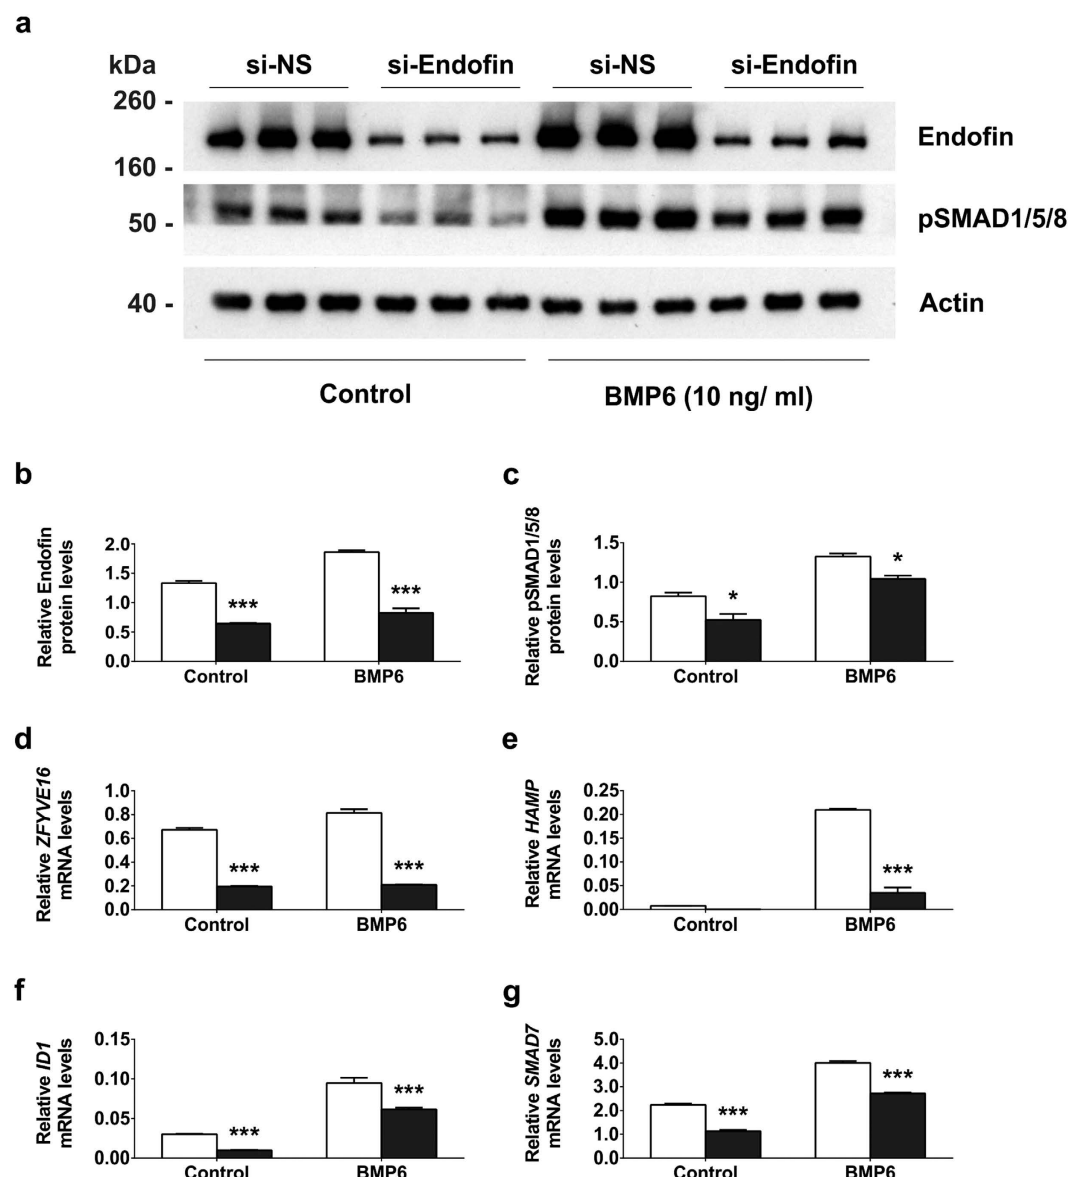 a
kDa
si-NS
si-Endofin
si-NS
si-Endofin
260 -
160 -
Endofin
50 -
pSMAD1/5/8
40 -
Actin
Control
BMP6 (10 ng/ ml)
b
Relative Endofin
protein levels
2.0
1.5
1.0
0.5
0.0
***
***
Control
BMP6
c
Relative pSMAD1/5/8
protein levels
1.5
1.0
0.5
0.0
*
*
Control
BMP6
d
Relative ZFYVE16
mRNA levels
1.0
0.8
0.6
0.4
0.2
0.0
***
***
Control
BMP6
e
Relative HAMP
mRNA levels
0.25
0.20
0.15
0.10
0.05
0.00
***
Control
BMP6
f
Relative ID1
mRNA levels
0.15
0.10
0.05
0.00
***
***
Control
BMP6
g
Relative SMAD7
mRNA levels
5.0
4.0
3.0
2.0
1.0
0.0
***
***
Control
BMP6